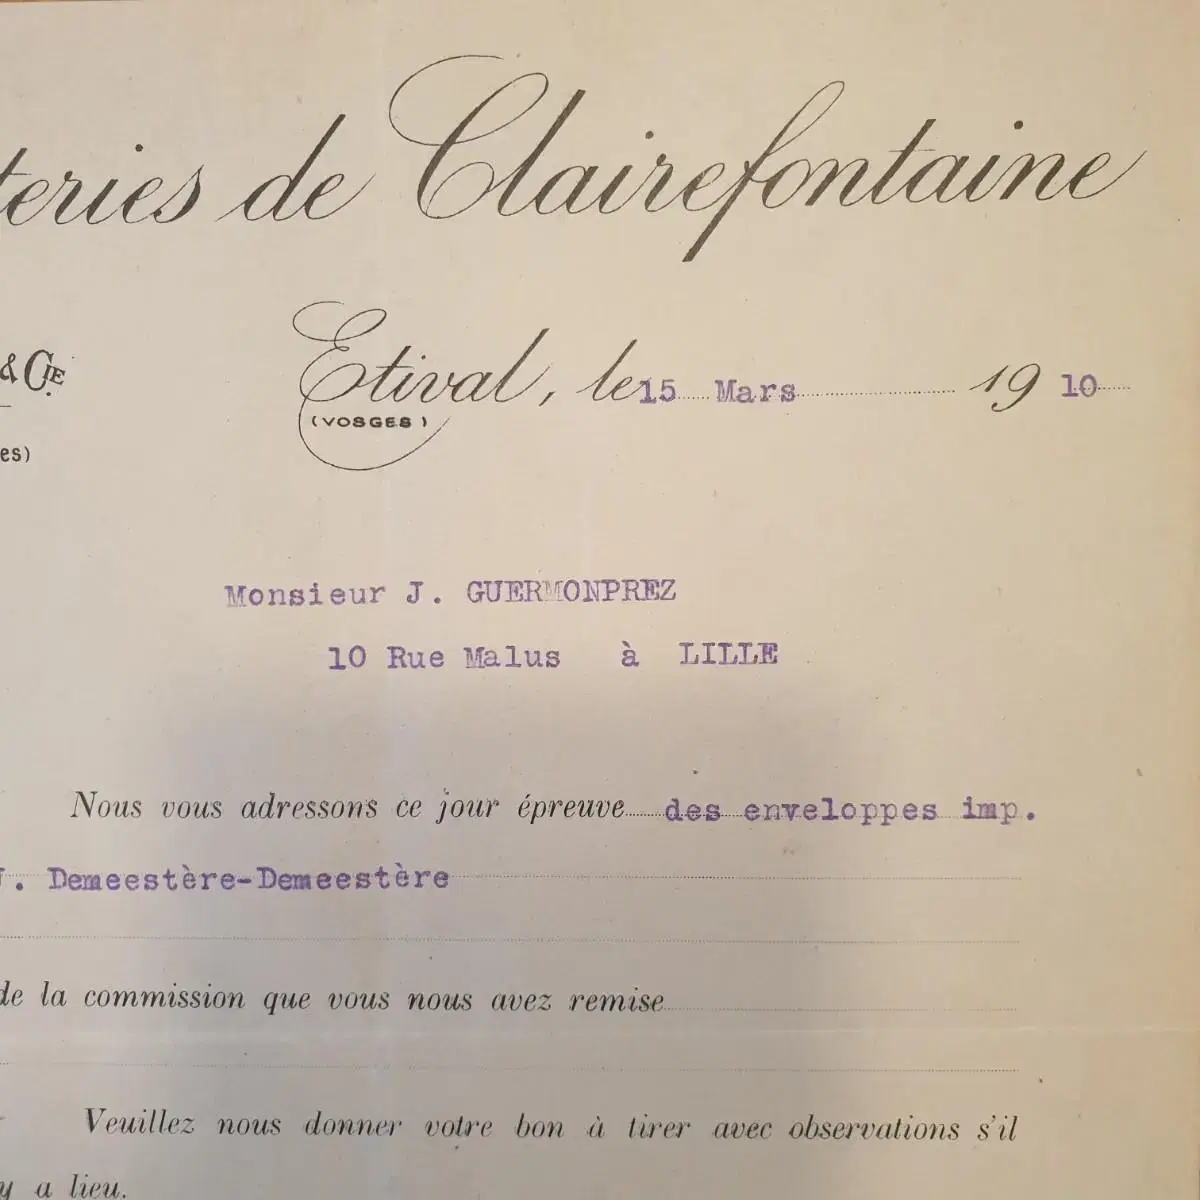 teries de Clairefontaine
& CIE.
Etival, le 15 Mars 1910
(VOSGES)
es)
Monsieur J. GUERMONPREZ
10 Rue Malus à LILLE
Nous vous adressons ce jour épreuve des enveloppes imp.
. Demeestère-Demeestère
de la commission que vous nous avez remise
Veuillez nous donner votre bon à tirer avec observations s'il
y a lieu.